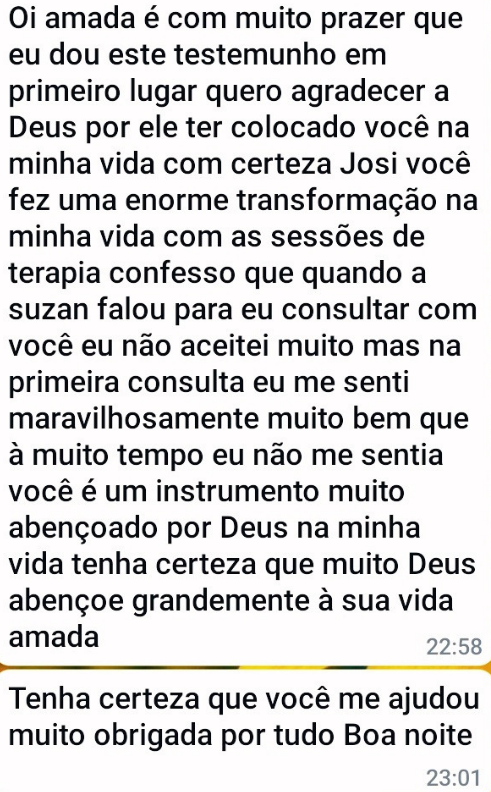 Oi amada é com muito prazer que
eu dou este testemunho em
primeiro lugar quero agradecer a
Deus por ele ter colocado você na
minha vida com certeza Josi você
fez uma enorme transformação na
minha vida com as sessões de
terapia confesso que quando a
suzan falou para eu consultar com
você eu não aceitei muito mas na
primeira consulta eu me senti
maravilhosamente muito bem que
à muito tempo eu não me sentia
você é um instrumento muito
abençoado por Deus na minha
vida tenha certeza que muito Deus
abençoe grandemente à sua vida
amada
22:58
Tenha certeza que você me ajudou
muito obrigada por tudo Boa noite
23:01